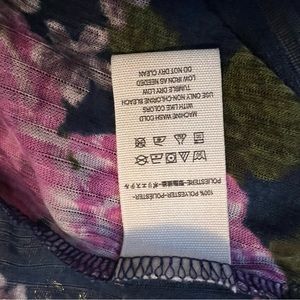 100% POLYESTER-POLIESTER-
POLIESTERE-ポリエステル
MACHINE WASH COLD
WITH LIKE COLORS
USE ONLY NON-CHLORINE BLEACH
TUMBLE DRY LOW
LOW IRON AS NEEDED
DO NOT DRY CLEAN